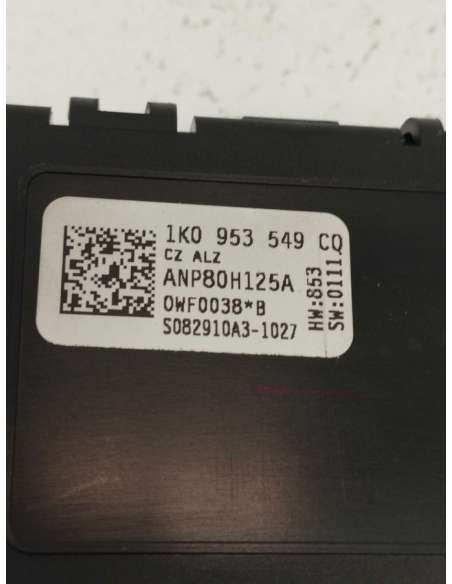 1K0 953 549 CQ
CZ ALZ
ANP80H125A
0WF0038*B
S082910A3-1027
HW:853
SW:0111